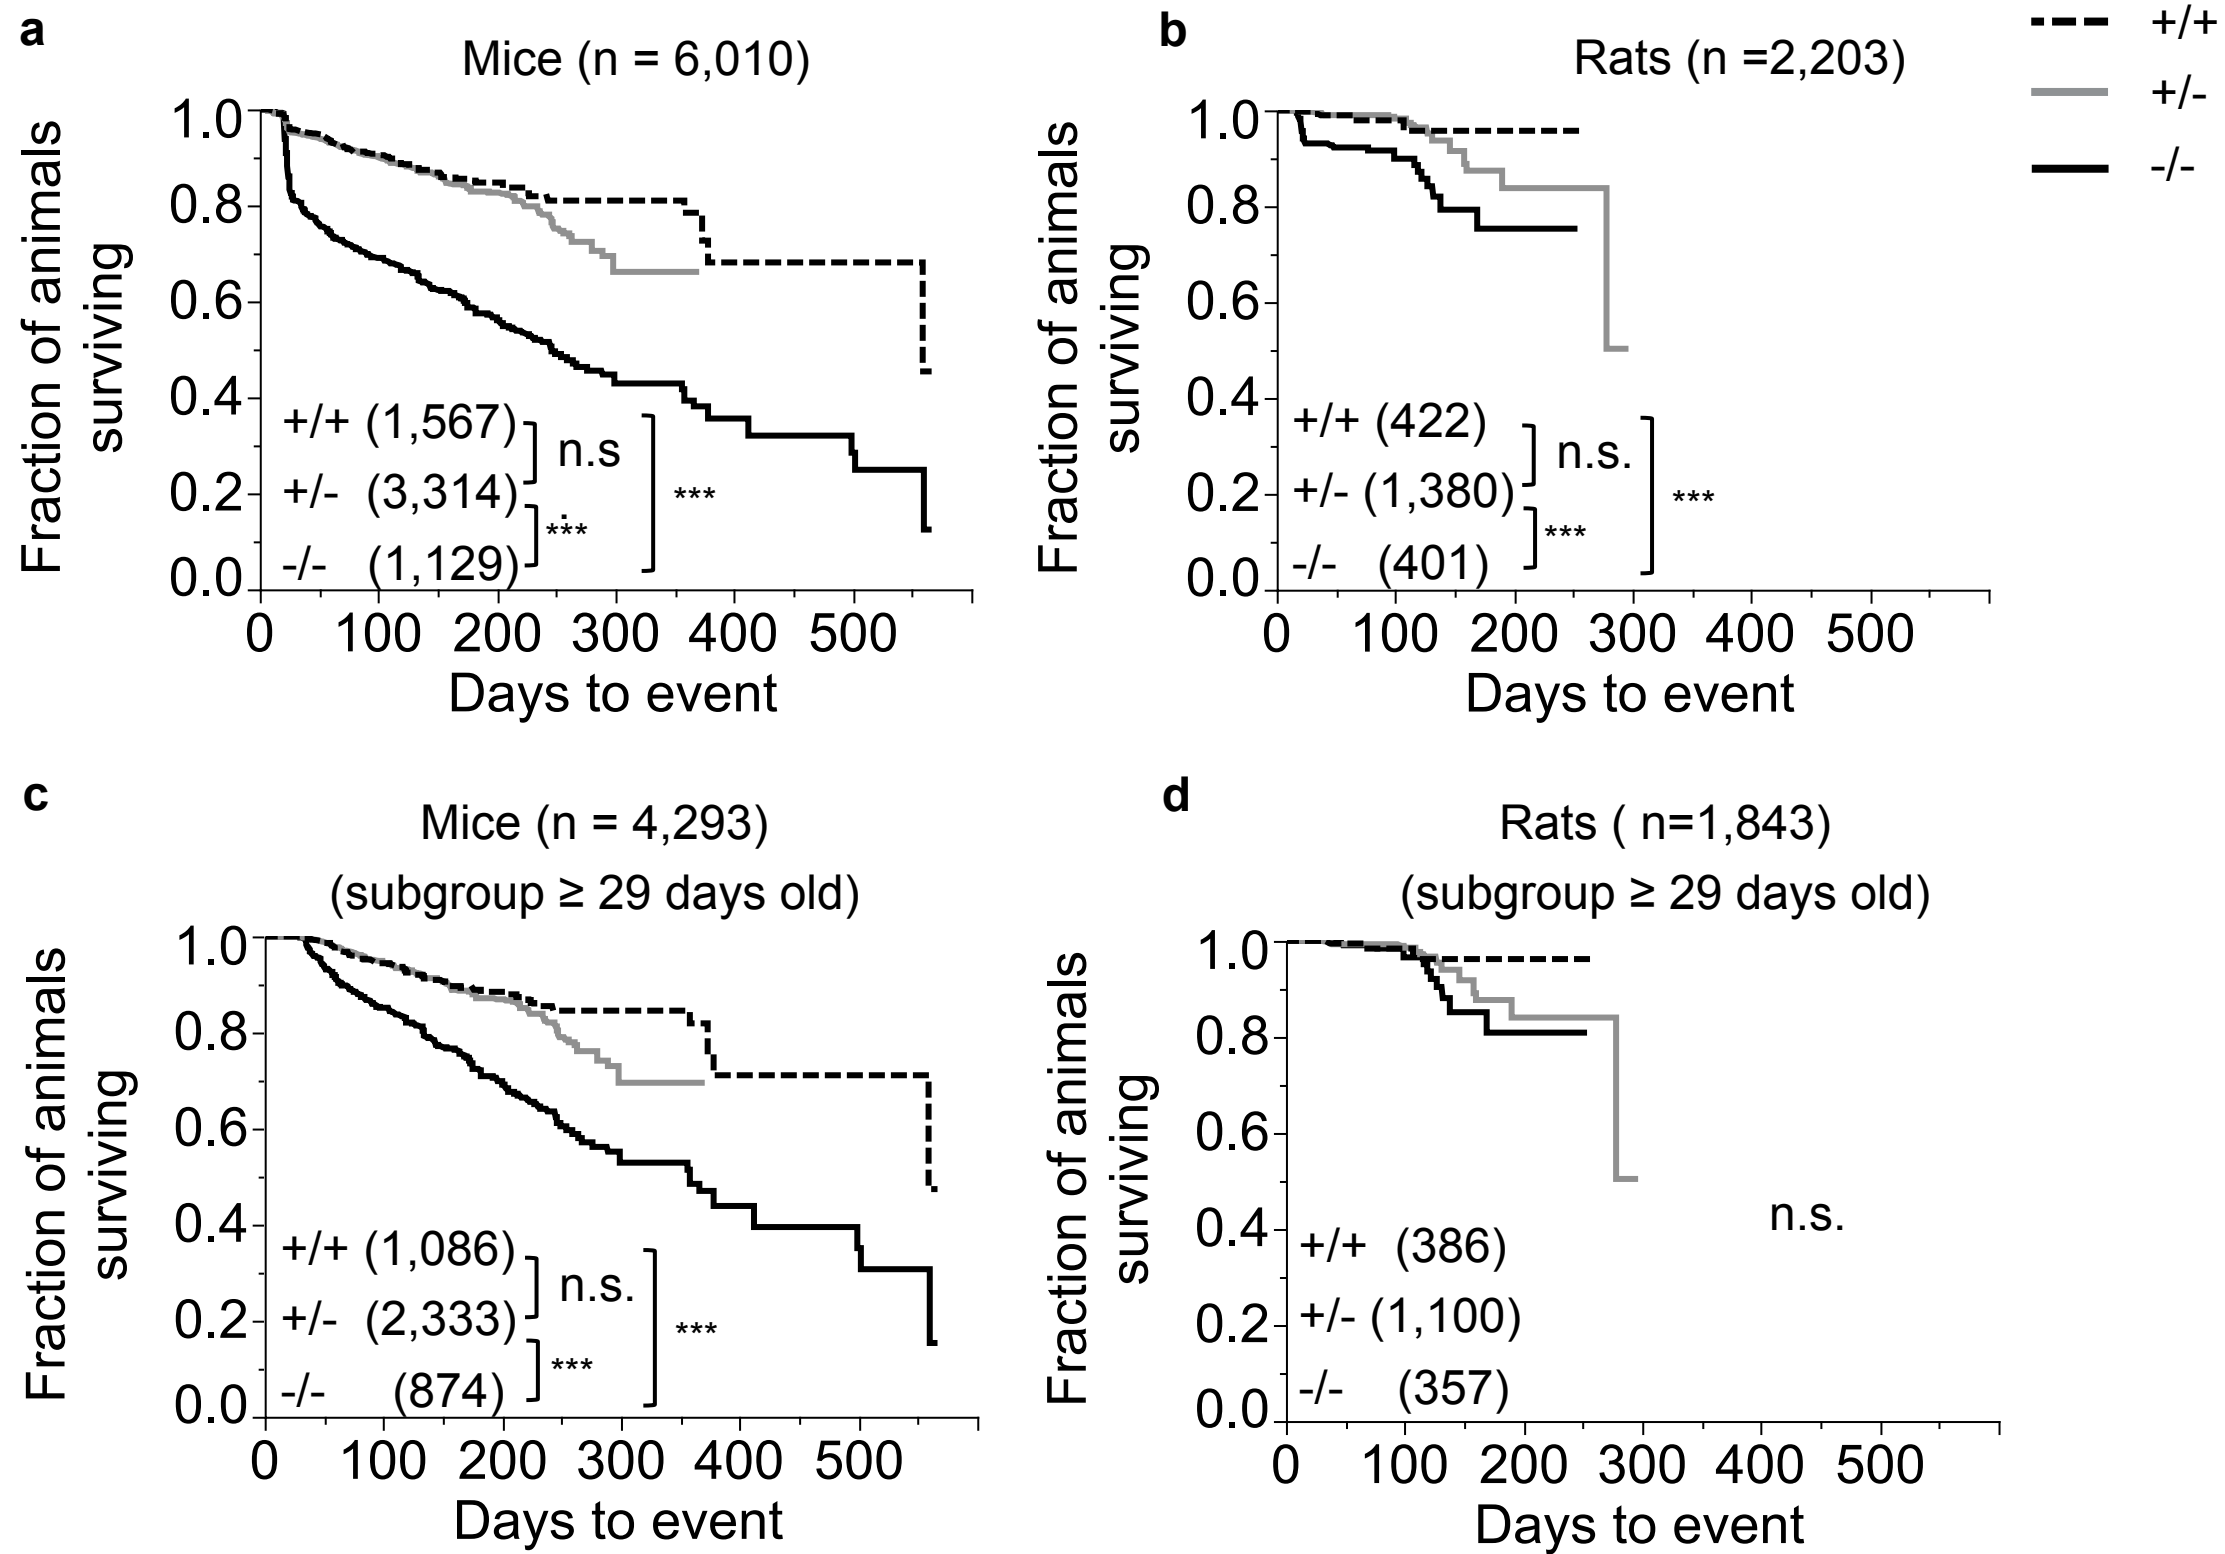 a
Mice (n = 6,010)
Fraction of animals
surviving
1.0
0.8
0.6
0.4
0.2
0.0
+/+ (1,567)
+/- (3,314)
-/- (1,129)
n.s
***
***
0 100 200 300 400 500
Days to event
b
Rats (n =2,203)
+/+
+/-
-/-
Fraction of animals
surviving
1.0
0.8
0.6
0.4
0.2
0.0
+/+ (422)
+/- (1,380)
-/- (401)
n.s.
***
***
0 100 200 300 400 500
Days to event
c
Mice (n = 4,293)
(subgroup ≥ 29 days old)
Fraction of animals
surviving
1.0
0.8
0.6
0.4
0.2
0.0
+/+ (1,086)
+/- (2,333)
-/- (874)
n.s.
***
***
0 100 200 300 400 500
Days to event
d
Rats ( n=1,843)
(subgroup ≥ 29 days old)
Fraction of animals
surviving
1.0
0.8
0.6
0.4
0.2
0.0
+/+ (386)
+/- (1,100)
-/- (357)
n.s.
0 100 200 300 400 500
Days to event